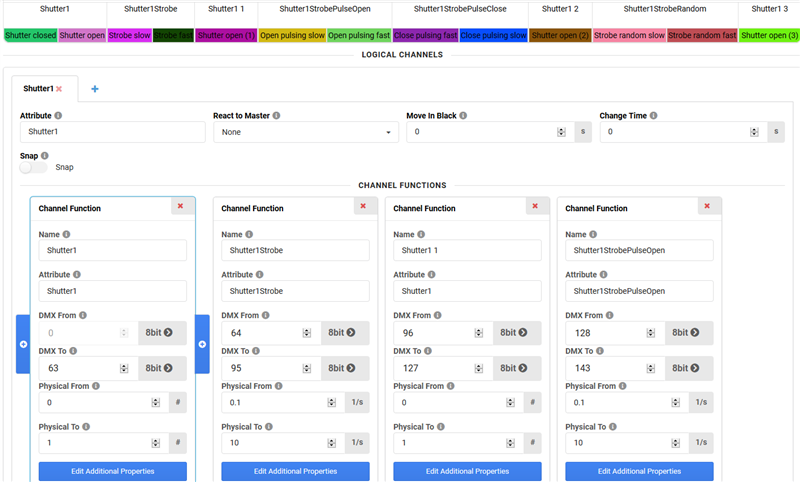 Shutter1 Shutter1Strobe Shutter1 1 Shutter1StrobePulseOpen Shutter1StrobePulseClose Shutter1 2 Shutter1StrobeRandom Shutter1 3
Shutter closed Shutter open Strobe slow Strobe fast Shutter open (1) Open pulsing slow Open pulsing fast Close pulsing fast Close pulsing slow Shutter open (2) Strobe random slow Strobe random fast Shutter open (3)
LOGICAL CHANNELS
Shutter1
Attribute React to Master Move In Black Change Time
Shutter1 None 0 s 0 s
Snap
Snap
CHANNEL FUNCTIONS
Channel Function Channel Function Channel Function Channel Function
Name Name Name Name
Shutter1 Shutter1Strobe Shutter1 1 Shutter1StrobePulseOpen
Attribute Attribute Attribute Attribute
Shutter1 Shutter1Strobe Shutter1 Shutter1StrobePulseOpen
DMX From DMX From DMX From DMX From
0 8bit 64 8bit 96 8bit 128 8bit
DMX To DMX To DMX To DMX To
63 8bit 95 8bit 127 8bit 143 8bit
Physical From Physical From Physical From Physical From
0 # 0.1 1/s 0 # 0.1 1/s
Physical To Physical To Physical To Physical To
1 # 10 1/s 1 # 10 1/s
Edit Additional Properties Edit Additional Properties Edit Additional Properties Edit Additional Properties